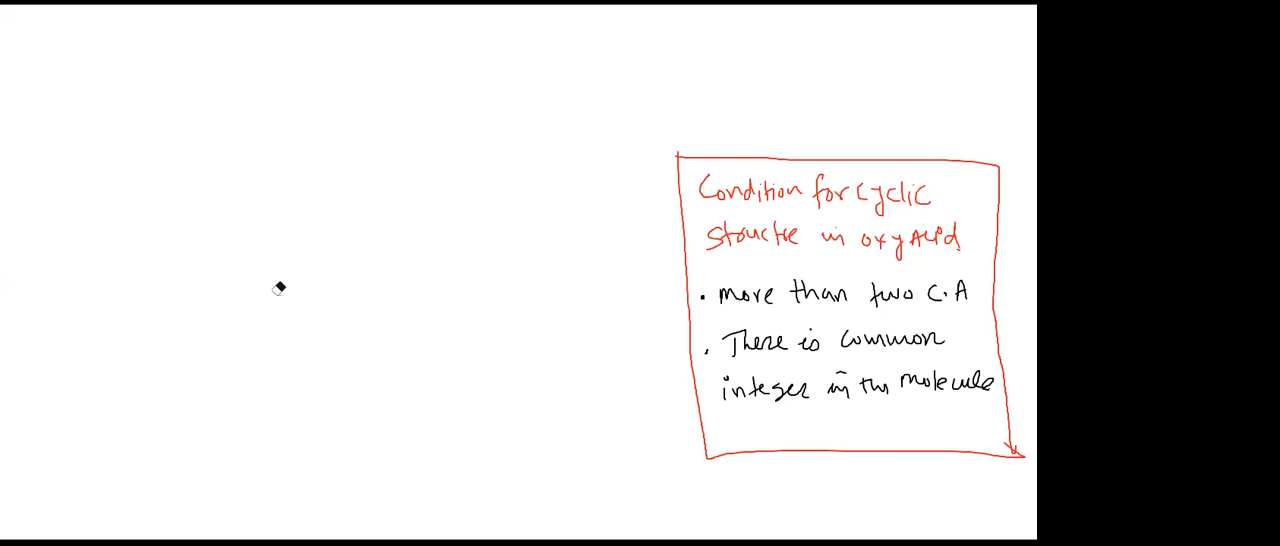 Condition for cyclic
structre in oxyAcid
• more than two C.A
. There is common
integer in the molecule